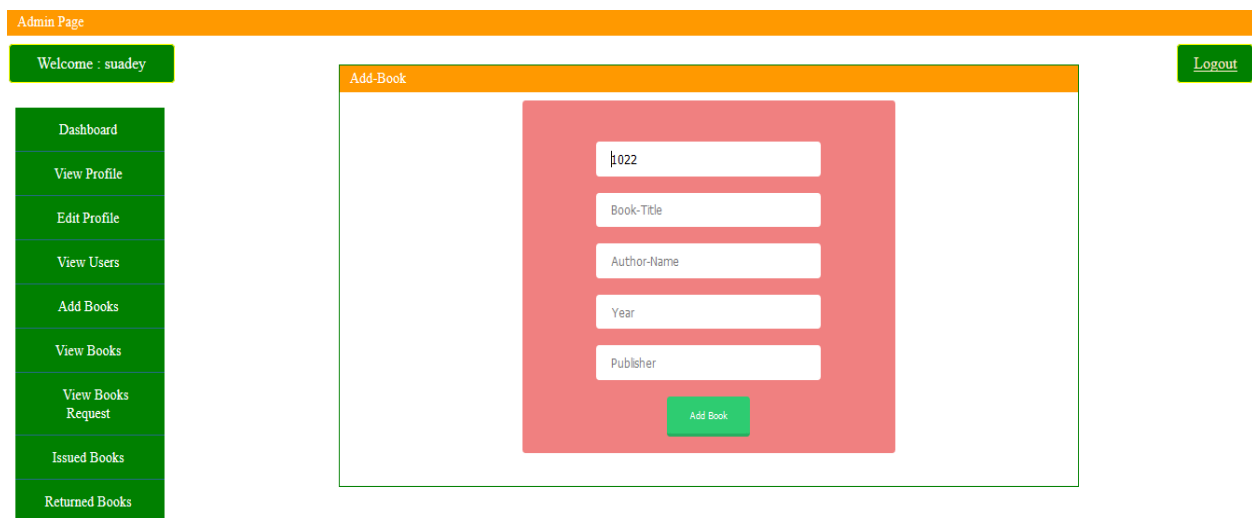 Admin Page
Welcome : suadey
Logout
Dashboard
View Profile
Edit Profile
View Users
Add Books
View Books
View Books
Request
Issued Books
Returned Books
Add-Book
1022
Book-Title
Author-Name
Year
Publisher
Add Book